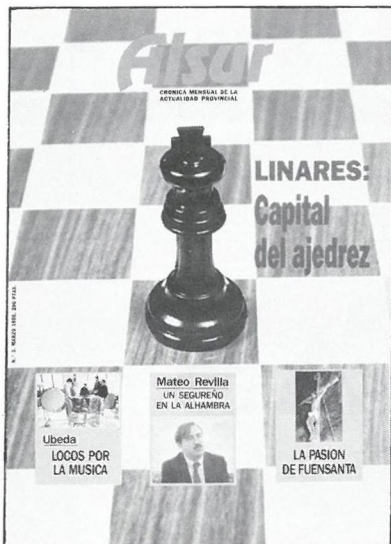 Alsur
CRONICA MENSUAL DE LA
ACTUALIDAD PROVINCIAL
LINARES:
Capital
del ajedrez
Ubeda
LOCOS POR
LA MUSICA
Mateo Revilla
UN SEGUREÑO
EN LA ALHAMBRA
LA PASION
DE FUENSANTA